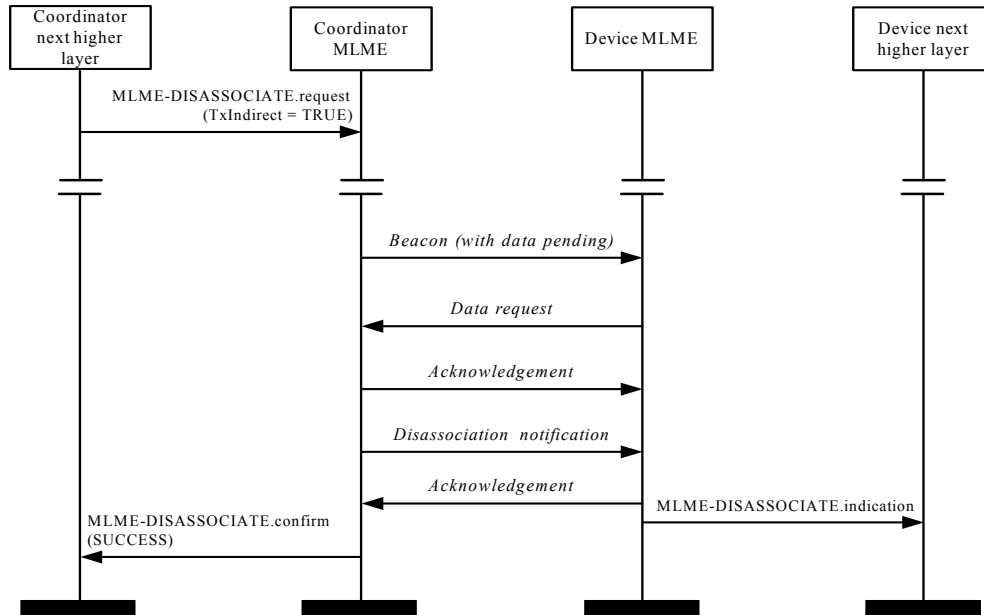 Coordinator
next higher
layer
Coordinator
MLME
Device MLME
Device next
higher layer
MLME-DISASSOCIATE.request
(TxIndirect = TRUE)
Beacon (with data pending)
Data request
Acknowledgement
Disassociation notification
Acknowledgement
MLME-DISASSOCIATE.indication
MLME-DISASSOCIATE.confirm
(SUCCESS)